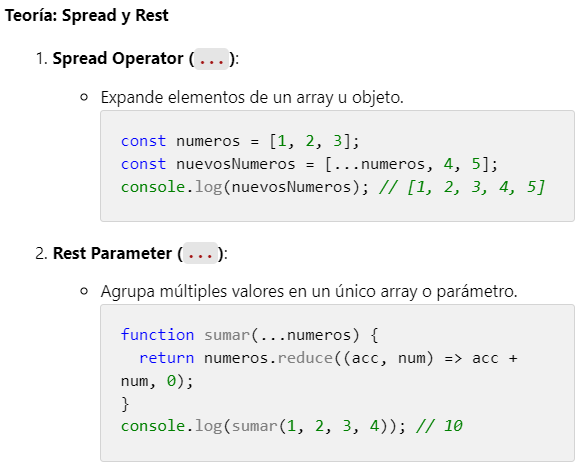 Teoría: Spread y Rest
1. Spread Operator (...):
○ Expande elementos de un array u objeto.
const numeros = [1, 2, 3];
const nuevosNumeros = [...numeros, 4, 5];
console.log(nuevosNumeros); // [1, 2, 3, 4, 5]
2. Rest Parameter (...):
○ Agrupa múltiples valores en un único array o parámetro.
function sumar(...numeros) {
  return numeros.reduce((acc, num) => acc +
num, 0);
}
console.log(sumar(1, 2, 3, 4)); // 10